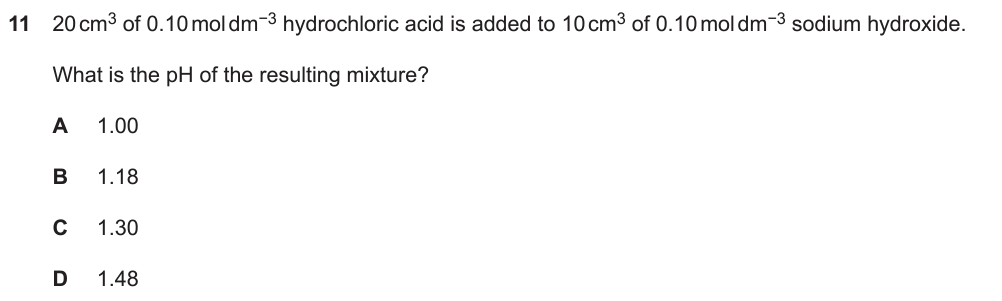 11 20 cm³ of 0.10 mol dm⁻³ hydrochloric acid is added to 10 cm³ of 0.10 mol dm⁻³ sodium hydroxide.
What is the pH of the resulting mixture?
A 1.00
B 1.18
C 1.30
D 1.48